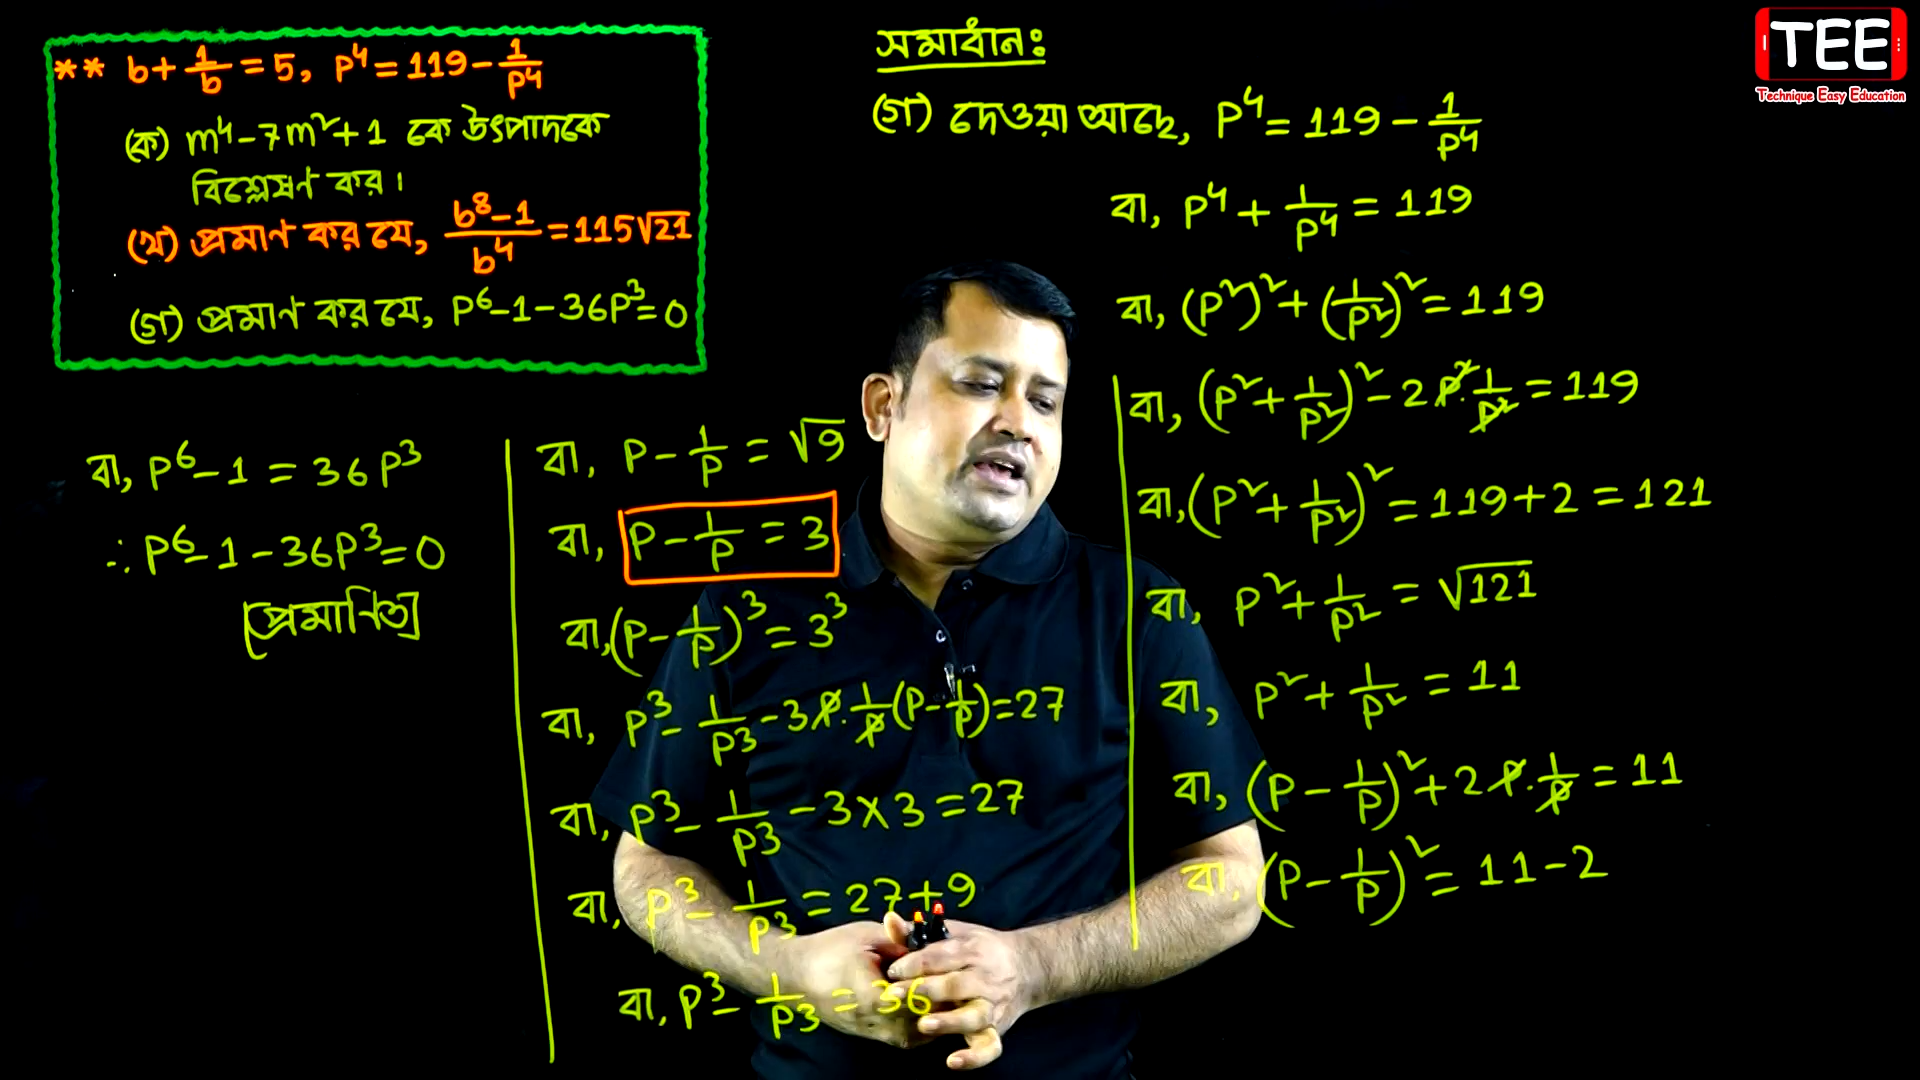 ** b + 1/b = 5, P⁴ = 119 - 1/P⁴
(ক) m⁴ - 7m² + 1 কে উৎপাদকে
বিশ্লেষণ কর।
(খ) প্রমাণ কর যে, (b⁸ - 1)/b⁴ = 115√21
(গ) প্রমাণ কর যে, P⁶ - 1 - 36P³ = 0
সমাধান:
(গ) দেওয়া আছে, P⁴ = 119 - 1/P⁴
বা, P⁴ + 1/P⁴ = 119
বা, (P²)² + (1/P²)² = 119
বা, (P² + 1/P²)² - 2P².1/P² = 119
বা, (P² + 1/P²)² = 119 + 2 = 121
বা, P² + 1/P² = √121
বা, P² + 1/P² = 11
বা, (P - 1/P)² + 2P.1/P = 11
বা, (P - 1/P)² = 11 - 2
বা, P - 1/P = √9
বা, P - 1/P = 3
বা, (P - 1/P)³ = 3³
বা, P³ - 1/P³ - 3P.1/P(P - 1/P) = 27
বা, P³ - 1/P³ - 3 × 3 = 27
বা, P³ - 1/P³ = 27 + 9
বা, P³ - 1/P³ = 36
বা, P⁶ - 1 = 36P³
∴ P⁶ - 1 - 36P³ = 0
[প্রমানিত]
TEE
Technique Easy Education